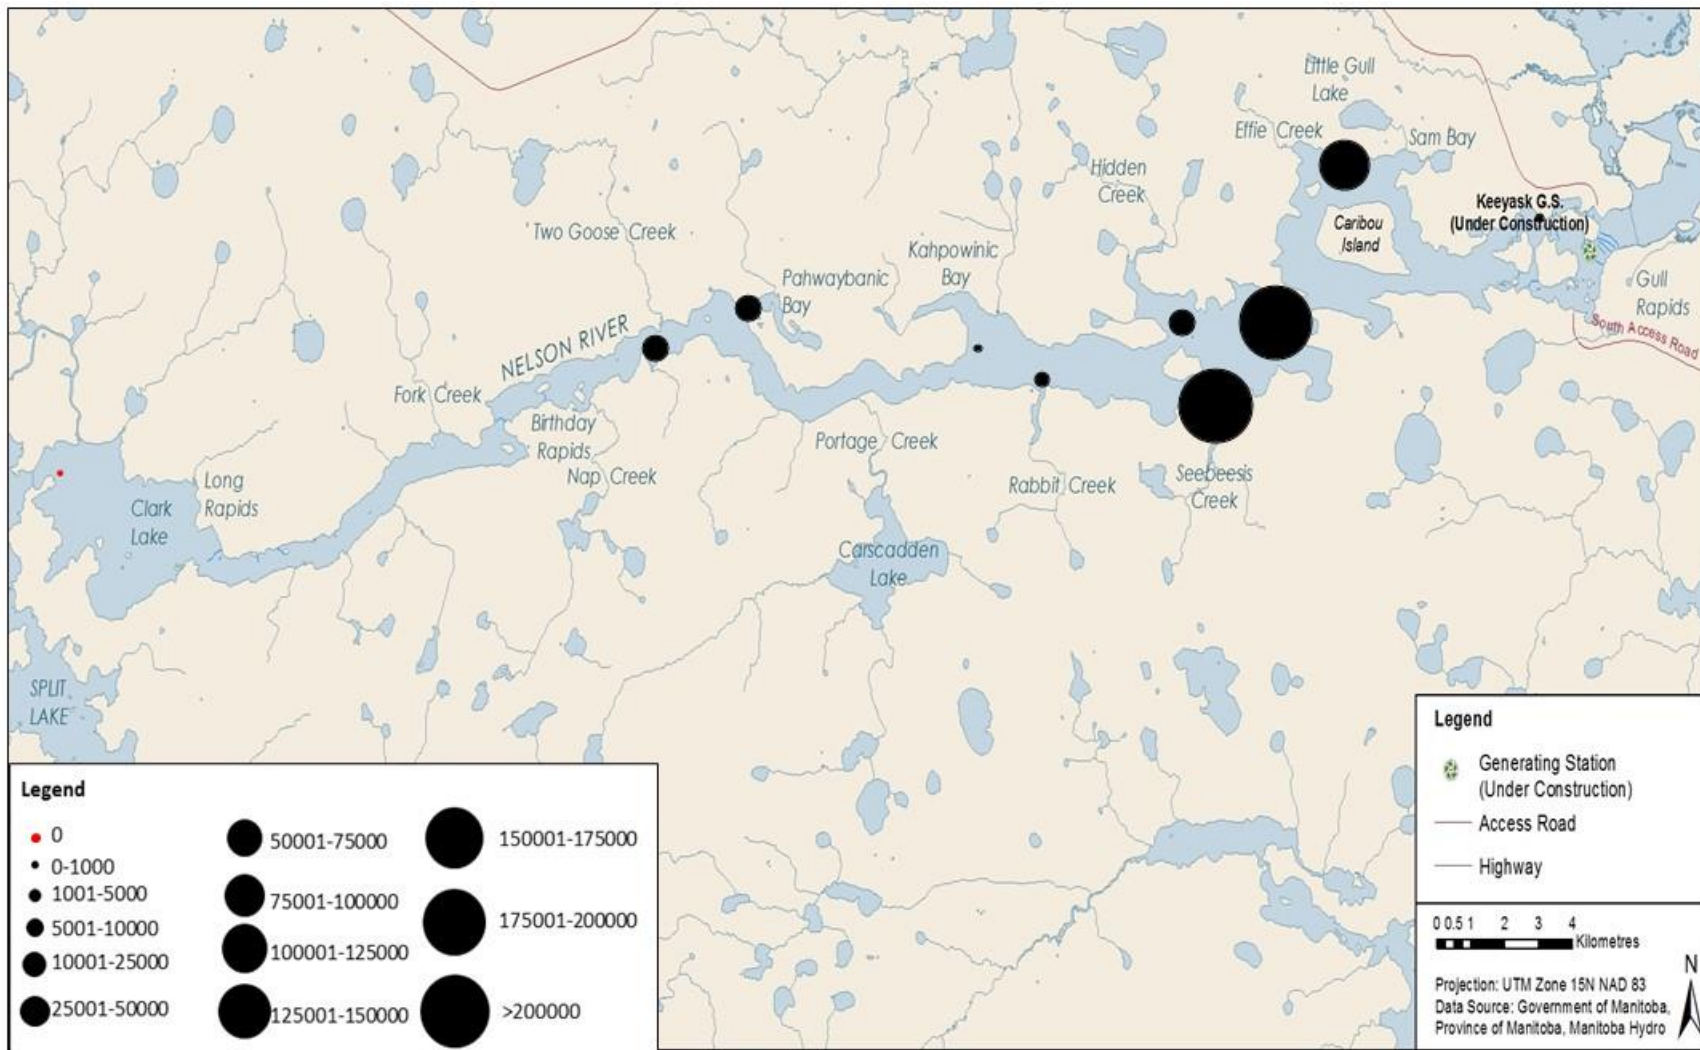 Little Gull
Lake
Effie Creek
Sam Bay
Hidden
Creek
Keeyask G.S.
(Under Construction)
Caribou
Island
Two Goose Creek
Kahpowinic
Bay
Pahwaybanic
Bay
Gull
Rapids
South Access Road
NELSON RIVER
Fork Creek
Birthday
Rapids
Nap Creek
Portage Creek
Rabbit Creek
Seebeesis
Creek
Long
Rapids
Clark
Lake
Carscadden
Lake
SPLIT
LAKE
Legend
0
0-1000
1001-5000
5001-10000
10001-25000
25001-50000
50001-75000
75001-100000
100001-125000
125001-150000
150001-175000
175001-200000
>200000
Legend
Generating Station
(Under Construction)
Access Road
Highway
0 0.5 1 2 3 4
Kilometres
N
Projection: UTM Zone 15N NAD 83
Data Source: Government of Manitoba,
Province of Manitoba, Manitoba Hydro